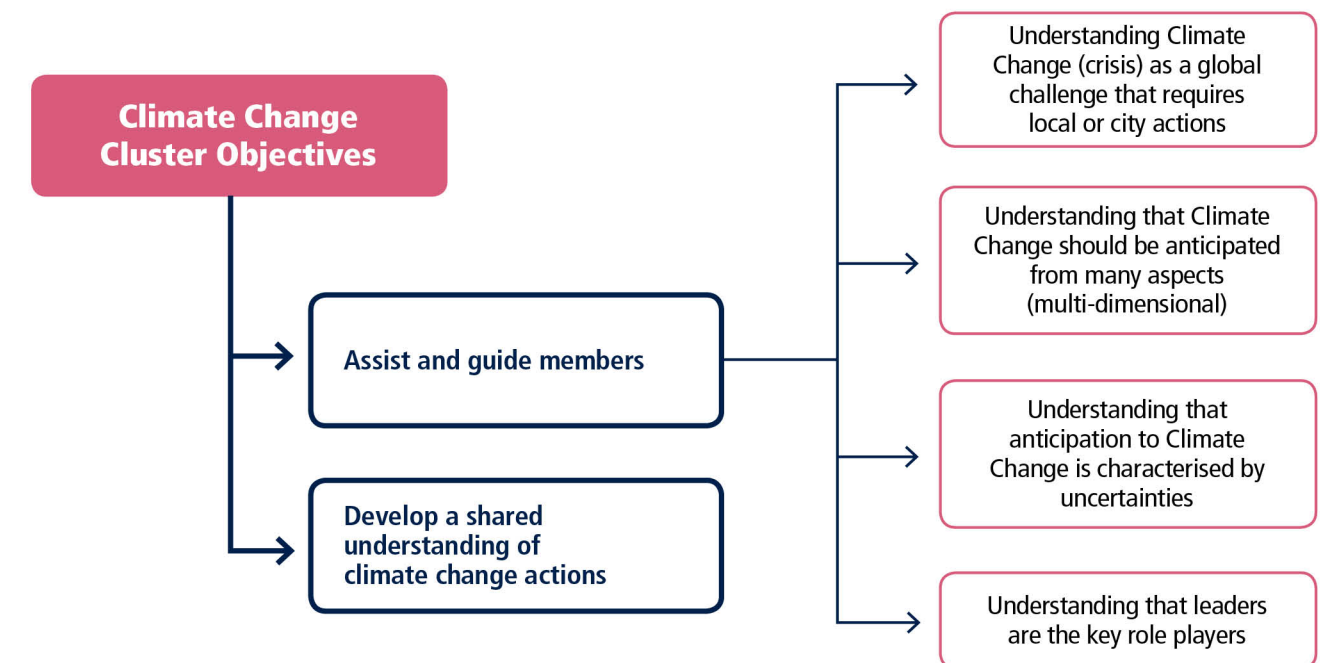 Climate Change
Cluster Objectives
Assist and guide members
Develop a shared
understanding of
climate change actions
Understanding Climate
Change (crisis) as a global
challenge that requires
local or city actions
Understanding that Climate
Change should be anticipated
from many aspects
(multi-dimensional)
Understanding that
anticipation to Climate
Change is characterised by
uncertainties
Understanding that leaders
are the key role players